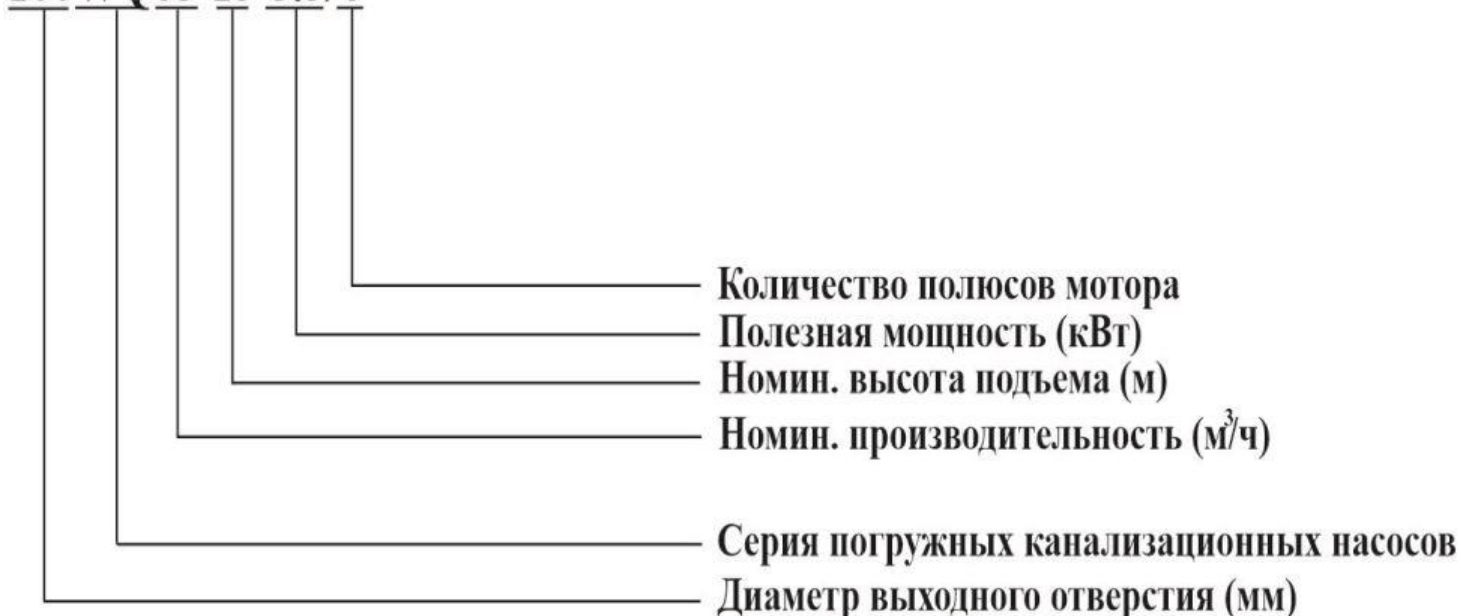 Количество полюсов мотора
Полезная мощность (кВт)
Номин. высота подъема (м)
Номин. производительность (м³/ч)
Серия погружных канализационных насосов
Диаметр выходного отверстия (мм)